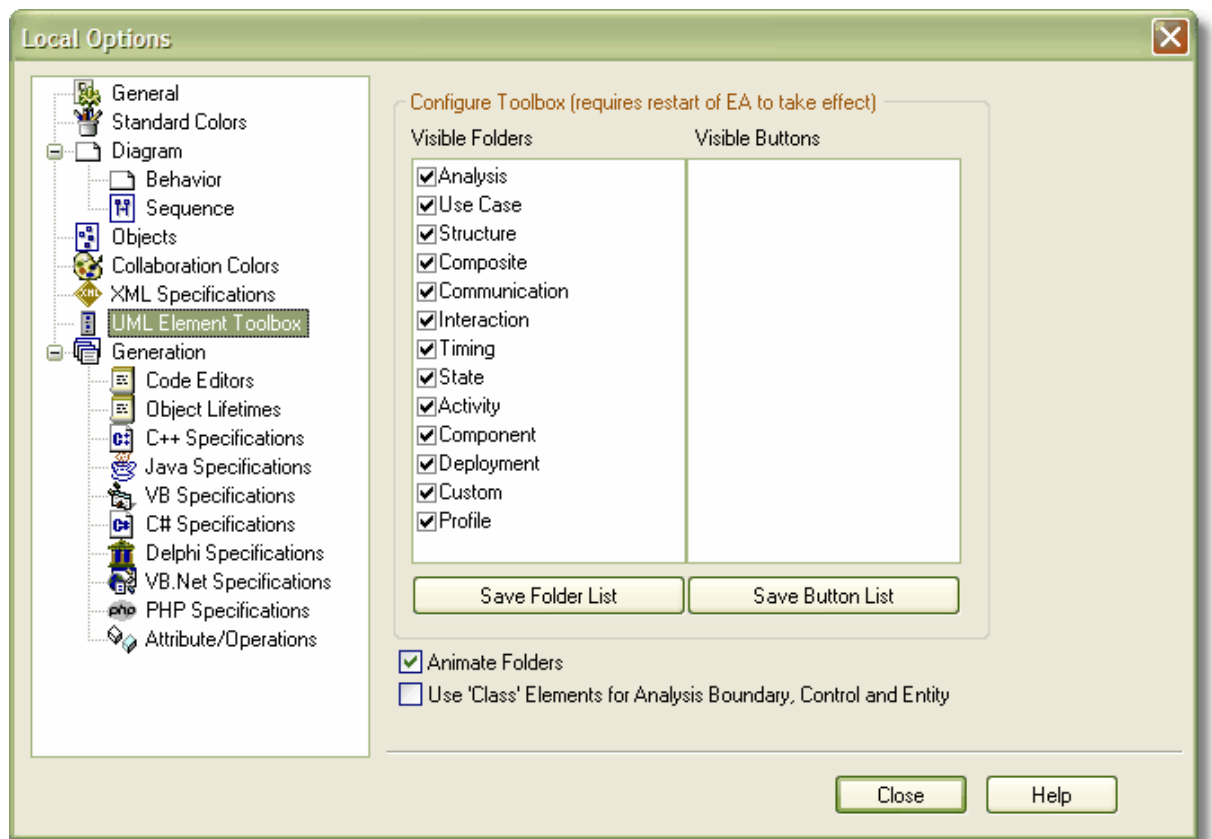 Local Options
General
Standard Colors
Diagram
Behavior
Sequence
Objects
Collaboration Colors
XML Specifications
UML Element Toolbox
Generation
Code Editors
Object Lifetimes
C++ Specifications
Java Specifications
VB Specifications
C# Specifications
Delphi Specifications
VB.Net Specifications
PHP Specifications
Attribute/Operations
Configure Toolbox (requires restart of EA to take effect)
Visible Folders
Visible Buttons
Analysis
Use Case
Structure
Composite
Communication
Interaction
Timing
State
Activity
Component
Deployment
Custom
Profile
Save Folder List
Save Button List
Animate Folders
Use 'Class' Elements for Analysis Boundary, Control and Entity
Close
Help